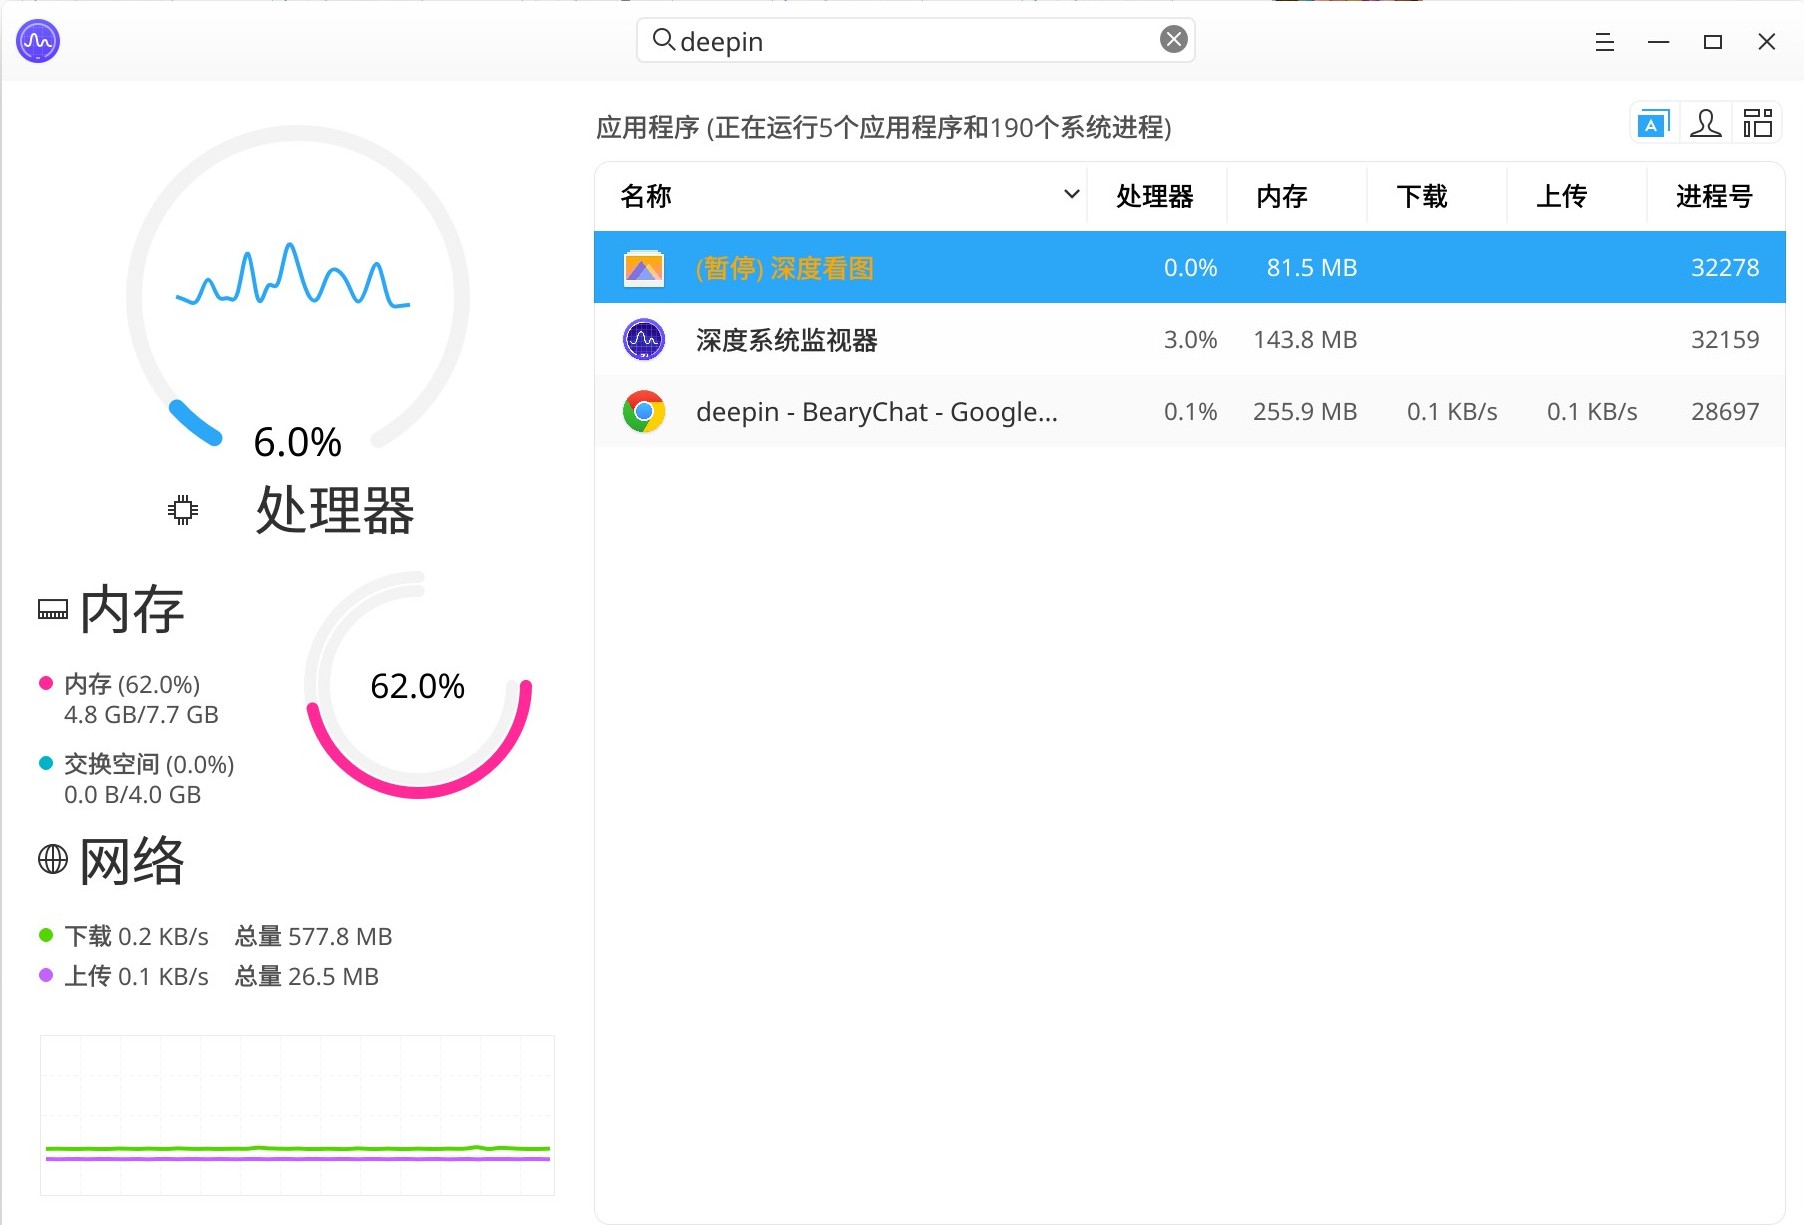 deepin
应用程序 (正在运行5个应用程序和190个系统进程)
A
名称 处理器 内存 下载 上传 进程号
(暂停) 深度看图 0.0% 81.5 MB 32278
深度系统监视器 3.0% 143.8 MB 32159
deepin - BearyChat - Google... 0.1% 255.9 MB 0.1 KB/s 0.1 KB/s 28697
6.0%
处理器
内存
62.0%
内存 (62.0%)
4.8 GB/7.7 GB
交换空间 (0.0%)
0.0 B/4.0 GB
网络
下载 0.2 KB/s 总量 577.8 MB
上传 0.1 KB/s 总量 26.5 MB